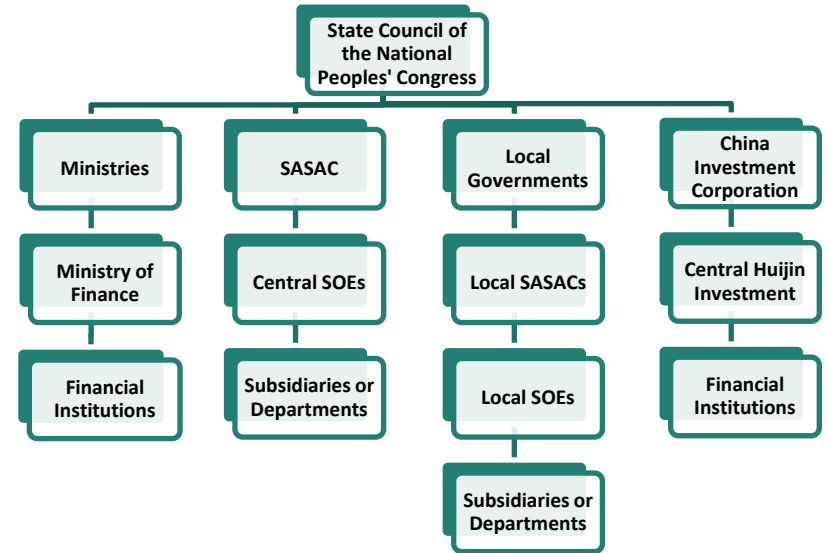 State Council of
the National
Peoples' Congress
Ministries
SASAC
Local
Governments
China
Investment
Corporation
Ministry of
Finance
Central SOEs
Local SASACs
Central Huijin
Investment
Financial
Institutions
Subsidiaries or
Departments
Local SOEs
Financial
Institutions
Subsidiaries or
Departments